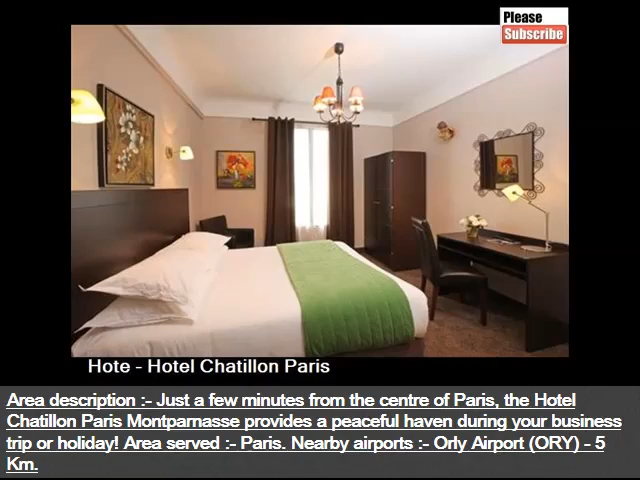 Please
Subscribe
Hote - Hotel Chatillon Paris
Area description :- Just a few minutes from the centre of Paris, the Hotel
Chatillon Paris Montparnasse provides a peaceful haven during your business
trip or holiday! Area served :- Paris. Nearby airports :- Orly Airport (ORY) - 5
Km.